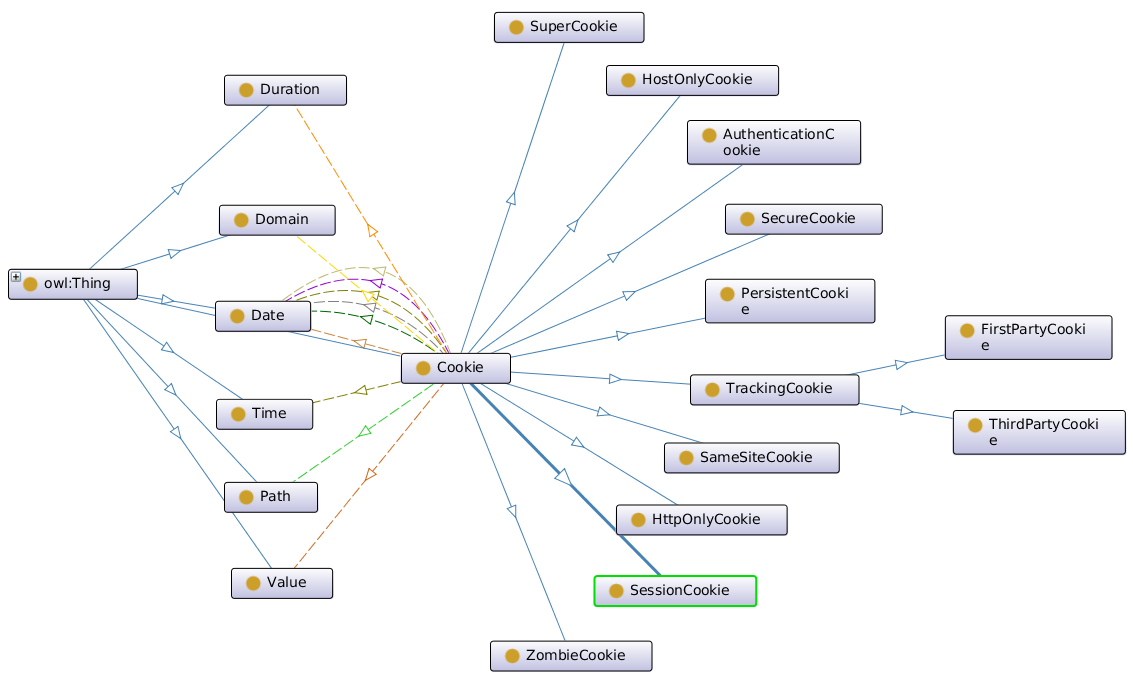 SuperCookie
HostOnlyCookie
Duration
AuthenticationC
ookie
Domain
SecureCookie
owl:Thing
PersistentCooki
e
Date
FirstPartyCooki
e
Cookie
TrackingCookie
Time
ThirdPartyCooki
e
SameSiteCookie
Path
HttpOnlyCookie
Value
SessionCookie
ZombieCookie